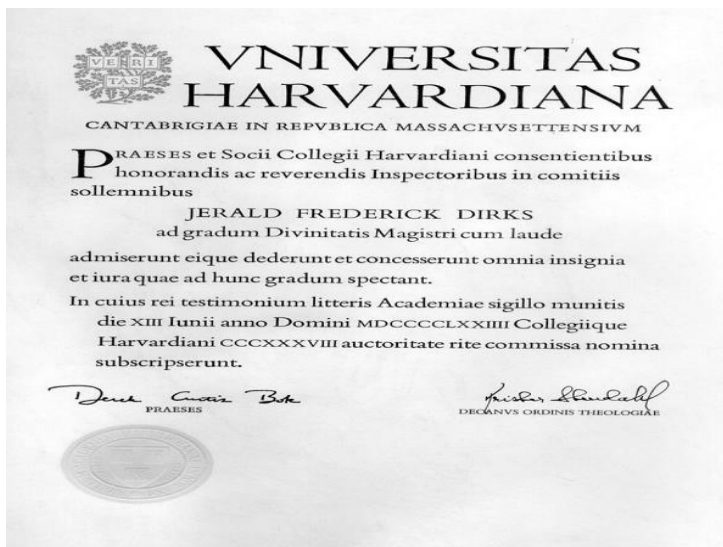 VE RI
TAS
VNIVERSITAS
HARVARDIANA
CANTABRIGIAE IN REPVBLICA MASSACHVSETTENSIVM
PRAESES et Socii Collegii Harvardiani consentientibus
honorandis ac reverendis Inspectoribus in comitiis
sollemnibus
JERALD FREDERICK DIRKS
ad gradum Divinitatis Magistri cum laude
admiserunt eique dederunt et concesserunt omnia insignia
et iura quae ad hunc gradum spectant.
In cuius rei testimonium litteris Academiae sigillo munitis
die XIII Iunii anno Domini MDCCCCLXXIIII Collegiique
Harvardiani CCCXXXVIII auctoritate rite commissa nomina
subscripserunt.
Derek Curtis Bok
Krister Stendahl
PRAESES
DECANVS ORDINIS THEOLOGIAE